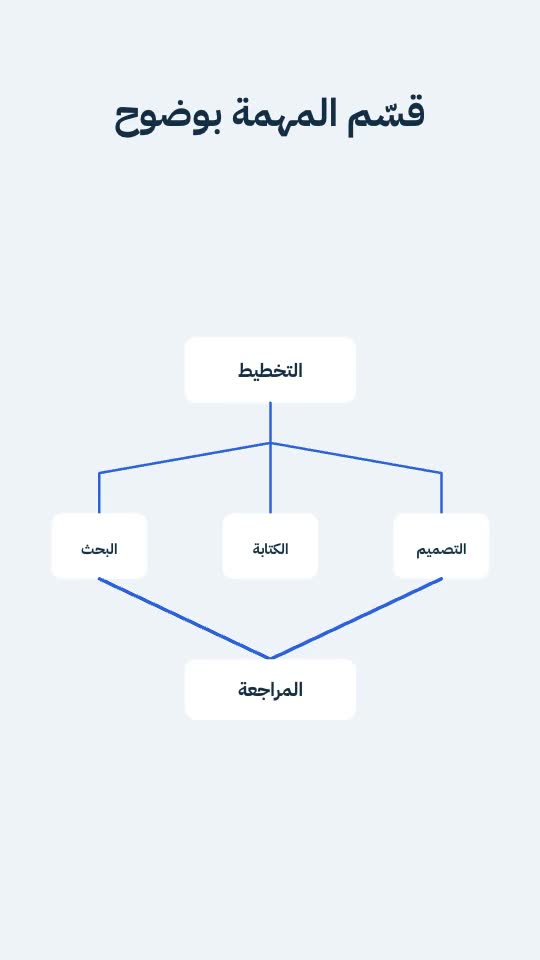 قسّم المهمة بوضوح
التخطيط
التصميم
الكتابة
البحث
المراجعة